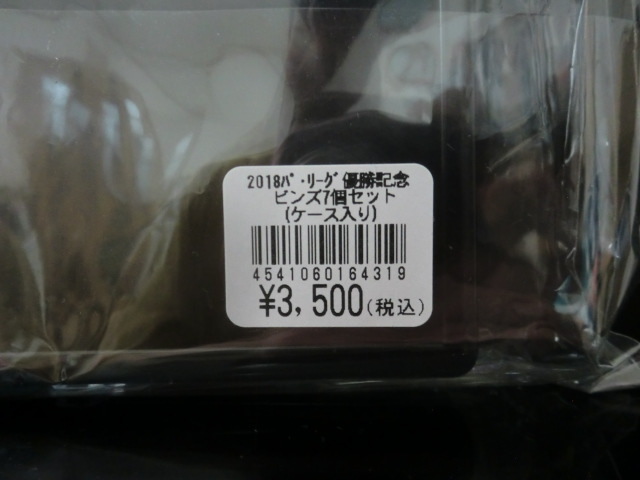 2018ﾊﾟ･ﾘｰｸﾞ優勝記念
ピンズ7個セット
(ケース入り)
4541060164319
¥3,500(税込)